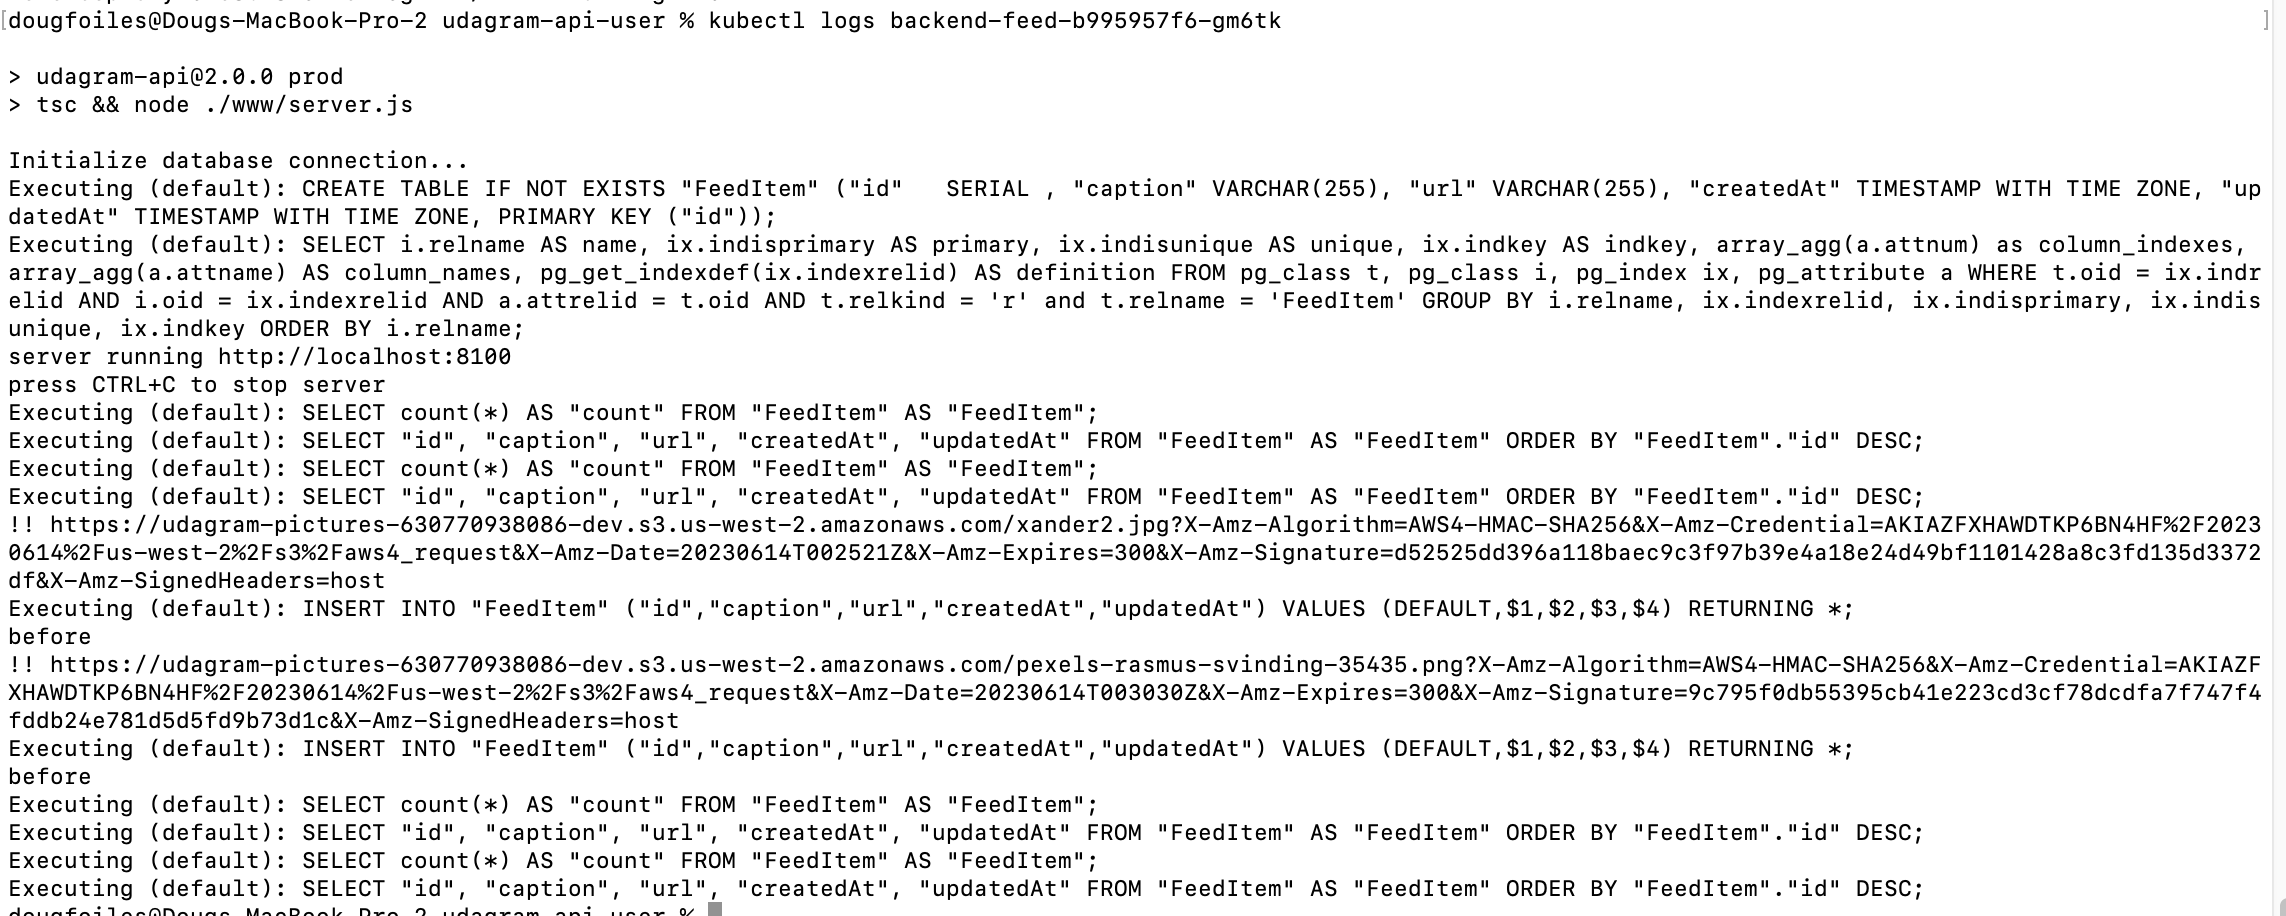 [dougfoiles@Dougs-MacBook-Pro-2 udagram-api-user % kubectl logs backend-feed-b995957f6-gm6tk ]
> udagram-api@2.0.0 prod
> tsc && node ./www/server.js
Initialize database connection...
Executing (default): CREATE TABLE IF NOT EXISTS "FeedItem" ("id"   SERIAL , "caption" VARCHAR(255), "url" VARCHAR(255), "createdAt" TIMESTAMP WITH TIME ZONE, "up
datedAt" TIMESTAMP WITH TIME ZONE, PRIMARY KEY ("id"));
Executing (default): SELECT i.relname AS name, ix.indisprimary AS primary, ix.indisunique AS unique, ix.indkey AS indkey, array_agg(a.attnum) as column_indexes,
array_agg(a.attname) AS column_names, pg_get_indexdef(ix.indexrelid) AS definition FROM pg_class t, pg_class i, pg_index ix, pg_attribute a WHERE t.oid = ix.indr
elid AND i.oid = ix.indexrelid AND a.attrelid = t.oid AND t.relkind = 'r' and t.relname = 'FeedItem' GROUP BY i.relname, ix.indexrelid, ix.indisprimary, ix.indis
unique, ix.indkey ORDER BY i.relname;
server running http://localhost:8100
press CTRL+C to stop server
Executing (default): SELECT count(*) AS "count" FROM "FeedItem" AS "FeedItem";
Executing (default): SELECT "id", "caption", "url", "createdAt", "updatedAt" FROM "FeedItem" AS "FeedItem" ORDER BY "FeedItem"."id" DESC;
Executing (default): SELECT count(*) AS "count" FROM "FeedItem" AS "FeedItem";
Executing (default): SELECT "id", "caption", "url", "createdAt", "updatedAt" FROM "FeedItem" AS "FeedItem" ORDER BY "FeedItem"."id" DESC;
!! https://udagram-pictures-630770938086-dev.s3.us-west-2.amazonaws.com/xander2.jpg?X-Amz-Algorithm=AWS4-HMAC-SHA256&X-Amz-Credential=AKIAZFXHAWDTKP6BN4HF%2F2023
0614%2Fus-west-2%2Fs3%2Faws4_request&X-Amz-Date=20230614T002521Z&X-Amz-Expires=300&X-Amz-Signature=d52525dd396a118baec9c3f97b39e4a18e24d49bf1101428a8c3fd135d3372
df&X-Amz-SignedHeaders=host
Executing (default): INSERT INTO "FeedItem" ("id","caption","url","createdAt","updatedAt") VALUES (DEFAULT,$1,$2,$3,$4) RETURNING *;
before
!! https://udagram-pictures-630770938086-dev.s3.us-west-2.amazonaws.com/pexels-rasmus-svinding-35435.png?X-Amz-Algorithm=AWS4-HMAC-SHA256&X-Amz-Credential=AKIAZF
XHAWDTKP6BN4HF%2F20230614%2Fus-west-2%2Fs3%2Faws4_request&X-Amz-Date=20230614T003030Z&X-Amz-Expires=300&X-Amz-Signature=9c795f0db55395cb41e223cd3cf78dcdfa7f747f4
fddb24e781d5d5fd9b73d1c&X-Amz-SignedHeaders=host
Executing (default): INSERT INTO "FeedItem" ("id","caption","url","createdAt","updatedAt") VALUES (DEFAULT,$1,$2,$3,$4) RETURNING *;
before
Executing (default): SELECT count(*) AS "count" FROM "FeedItem" AS "FeedItem";
Executing (default): SELECT "id", "caption", "url", "createdAt", "updatedAt" FROM "FeedItem" AS "FeedItem" ORDER BY "FeedItem"."id" DESC;
Executing (default): SELECT count(*) AS "count" FROM "FeedItem" AS "FeedItem";
Executing (default): SELECT "id", "caption", "url", "createdAt", "updatedAt" FROM "FeedItem" AS "FeedItem" ORDER BY "FeedItem"."id" DESC;
dougfoiles@Dougs-MacBook-Pro-2 udagram-api-user %